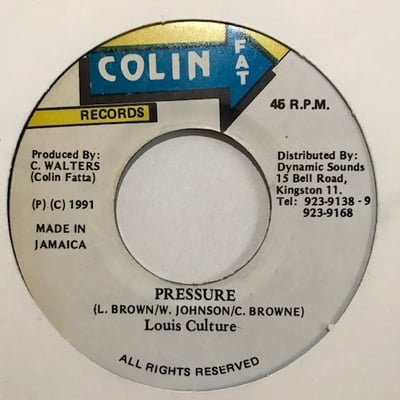 COLIN
FAT
RECORDS
45 R.P.M.
Produced By:
C. WALTERS
(Colin Fatta)
(P) (C) 1991
MADE IN
JAMAICA
Distributed By:
Dynamic Sounds
15 Bell Road,
Kingston 11.
Tel: 923-9138 - 9
923-9168
PRESSURE
(L. BROWN/W. JOHNSON/C. BROWNE)
Louis Culture
ALL RIGHTS RESERVED